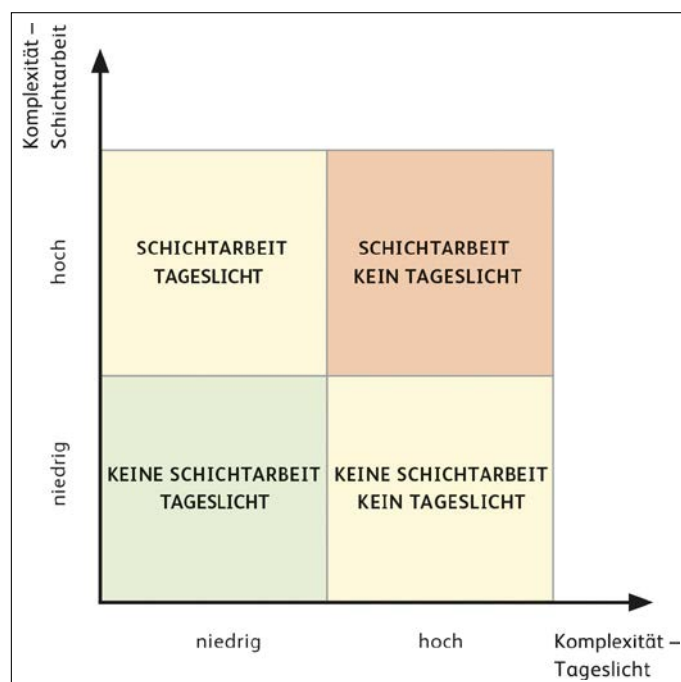 Komplexität –
Schichtarbeit
hoch
niedrig
SCHICHTARBEIT
TAGESLICHT
SCHICHTARBEIT
KEIN TAGESLICHT
KEINE SCHICHTARBEIT
TAGESLICHT
KEINE SCHICHTARBEIT
KEIN TAGESLICHT
niedrig
hoch
Komplexität –
Tageslicht